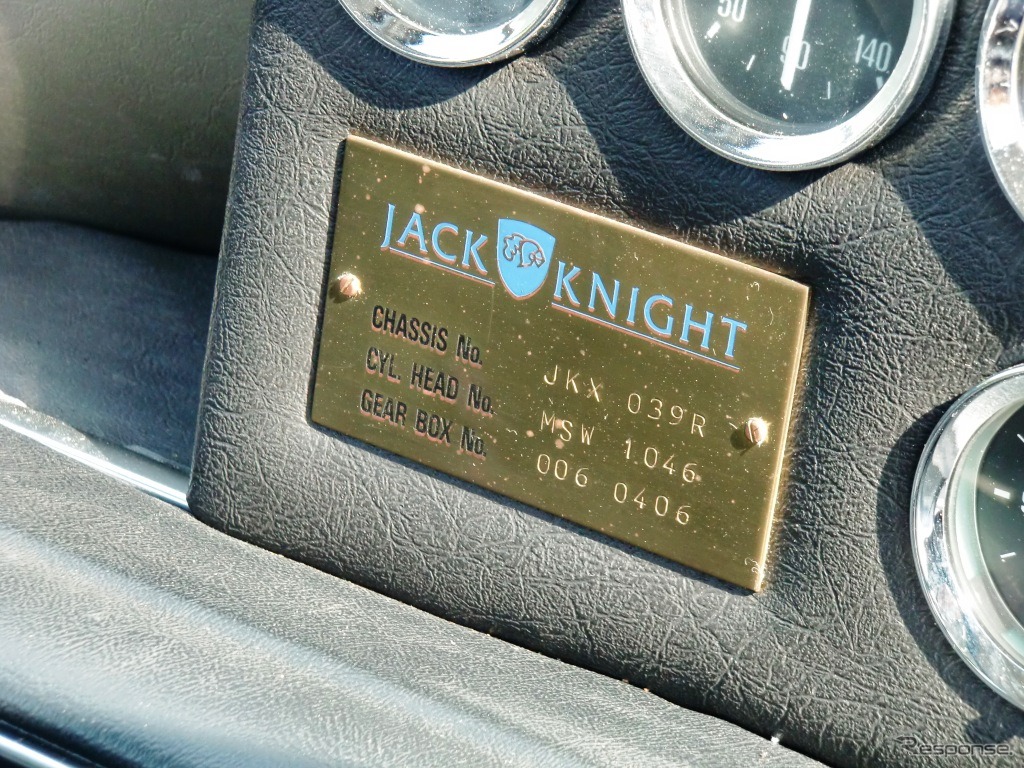 50
90
140
JACK KNIGHT
CHASSIS No. JKX 039R
CYL. HEAD No. MSW 1046
GEAR BOX No. 006 0406
Response.